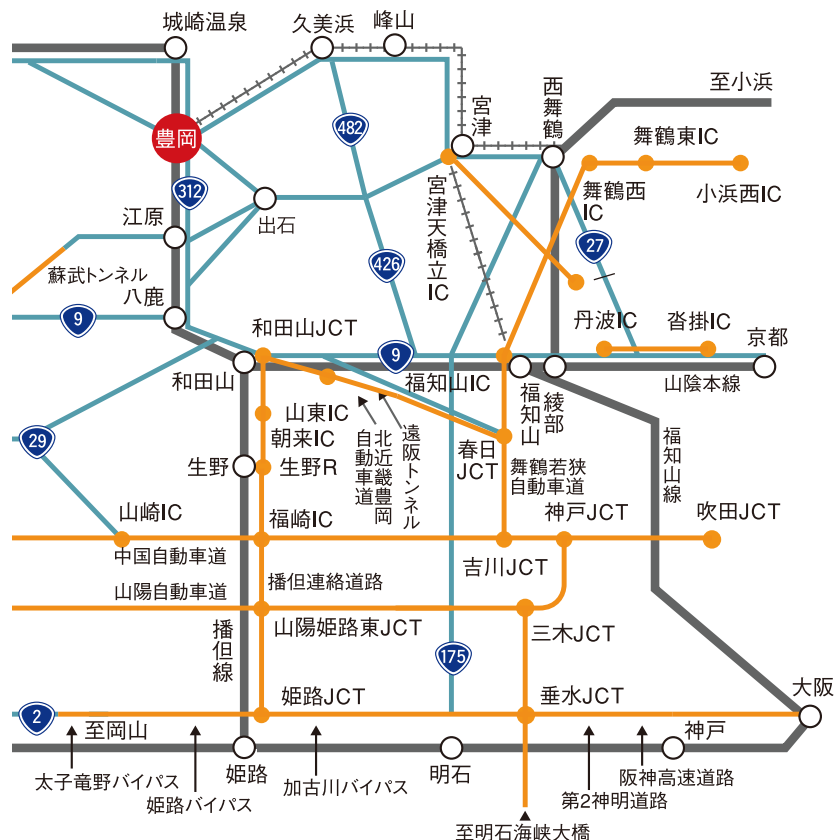 城崎温泉
久美浜
峰山
至小浜
宮津
西舞鶴
豊岡
482
舞鶴東IC
312
舞鶴西
IC
小浜西IC
出石
宮津天橋立IC
江原
27
426
蘇武トンネル
八鹿
9
和田山JCT
丹波IC
沓掛IC
京都
9
和田山
福知山IC
福知山
綾部
山陰本線
山東IC
朝来IC
北近畿豊岡
自動車道
遠阪トンネル
春日
JCT
福知山線
29
生野
生野R
舞鶴若狭
自動車道
山崎IC
福崎IC
神戸JCT
吹田JCT
中国自動車道
吉川JCT
山陽自動車道
播但連絡道路
播但線
山陽姫路東JCT
三木JCT
175
大阪
2
姫路JCT
垂水JCT
至岡山
神戸
姫路
明石
太子竜野バイパス
姫路バイパス
加古川バイパス
第2神明道路
阪神高速道路
至明石海峡大橋